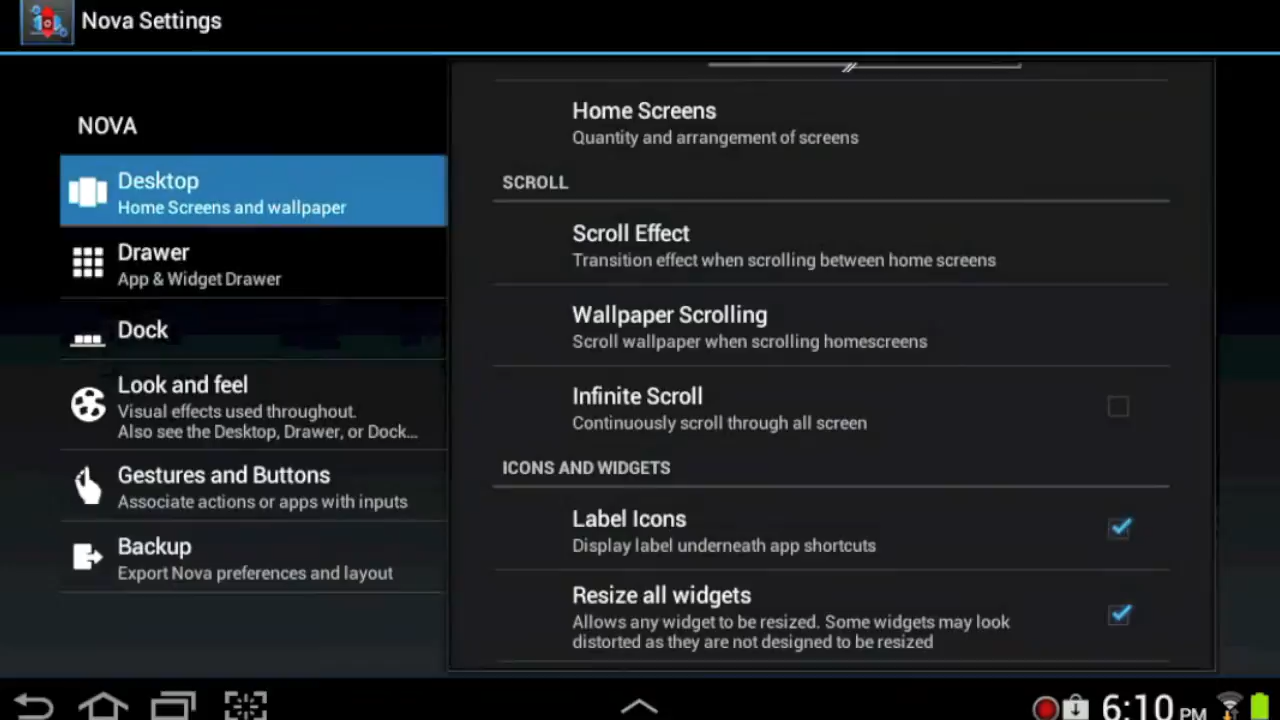 Nova Settings
NOVA
Desktop
Home Screens and wallpaper
Drawer
App & Widget Drawer
Dock
Look and feel
Visual effects used throughout.
Also see the Desktop, Drawer, or Dock...
Gestures and Buttons
Associate actions or apps with inputs
Backup
Export Nova preferences and layout
Home Screens
Quantity and arrangement of screens
SCROLL
Scroll Effect
Transition effect when scrolling between home screens
Wallpaper Scrolling
Scroll wallpaper when scrolling homescreens
Infinite Scroll
Continuously scroll through all screen
ICONS AND WIDGETS
Label Icons
Display label underneath app shortcuts
Resize all widgets
Allows any widget to be resized. Some widgets may look
distorted as they are not designed to be resized
6:10 PM